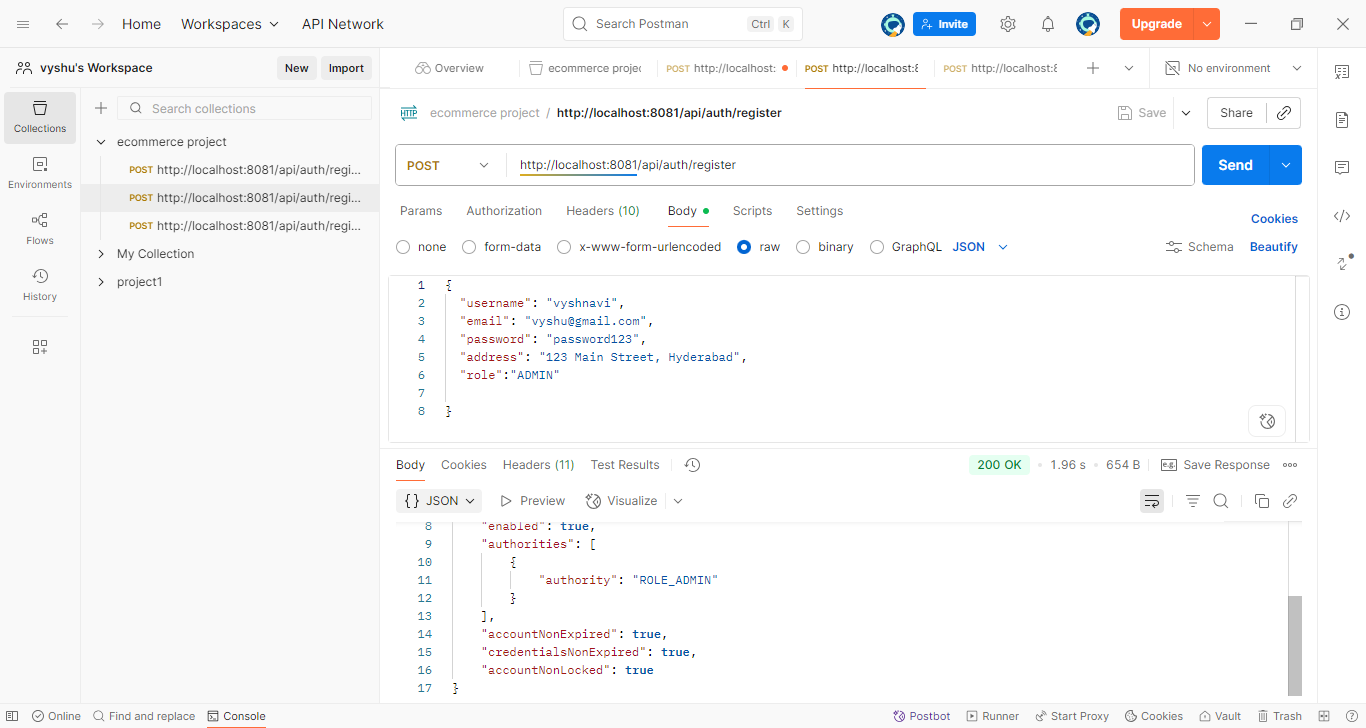 Home Workspaces API Network Search Postman Ctrl K Invite Upgrade
vyshu's Workspace New Import Overview ecommerce projec POST http://localhost: POST http://localhost:8 POST http://localhost:8 No environment
Collections
Environments
Flows
History
Search collections
ecommerce project
POST http://localhost:8081/api/auth/regi...
POST http://localhost:8081/api/auth/regi...
POST http://localhost:8081/api/auth/regi...
My Collection
project1
HTTP ecommerce project / http://localhost:8081/api/auth/register Save Share
POST http://localhost:8081/api/auth/register Send
Params Authorization Headers (10) Body Scripts Settings Cookies
none form-data x-www-form-urlencoded raw binary GraphQL JSON Schema Beautify
1 {
2 "username": "vyshnavi",
3 "email": "vyshu@gmail.com",
4 "password": "password123",
5 "address": "123 Main Street, Hyderabad",
6 "role":"ADMIN"
7
8 }
Body Cookies Headers (11) Test Results 200 OK 1.96 s 654 B e.g. Save Response
{} JSON Preview Visualize
8 "enabled": true,
9 "authorities": [
10 {
11 "authority": "ROLE_ADMIN"
12 }
13 ],
14 "accountNonExpired": true,
15 "credentialsNonExpired": true,
16 "accountNonLocked": true
17 }
Online Find and replace Console Postbot Runner Start Proxy Cookies Vault Trash